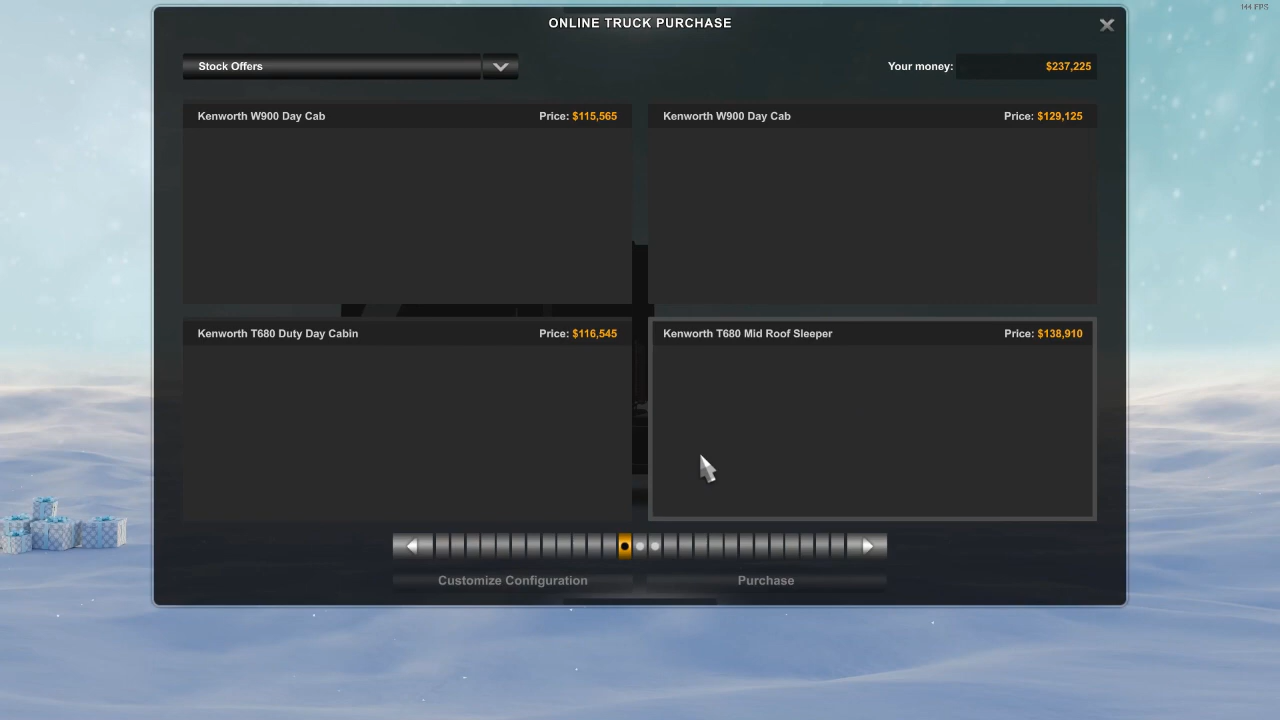 144 FPS
ONLINE TRUCK PURCHASE
Stock Offers
Your money: $237,225
Kenworth W900 Day Cab Price: $115,565
Kenworth W900 Day Cab Price: $129,125
Kenworth T680 Duty Day Cabin Price: $116,545
Kenworth T680 Mid Roof Sleeper Price: $138,910
Customize Configuration
Purchase